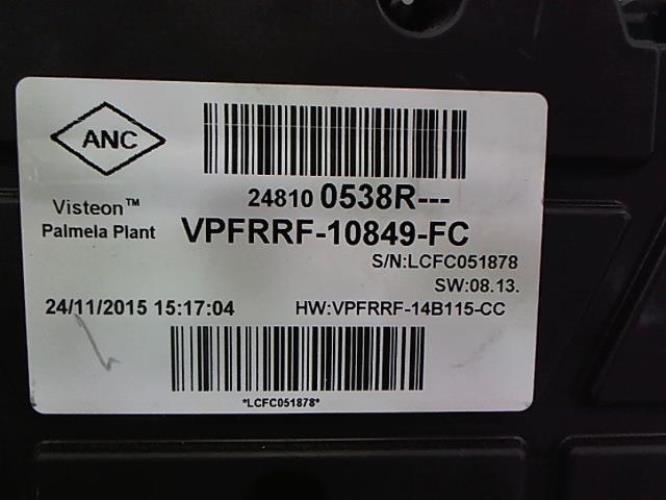 ANC
24810 0538R---
Visteon™
Palmela Plant
VPFRRF-10849-FC
S/N:LCFC051878
SW:08.13.
24/11/2015 15:17:04
HW:VPFRRF-14B115-CC
*LCFC051878*